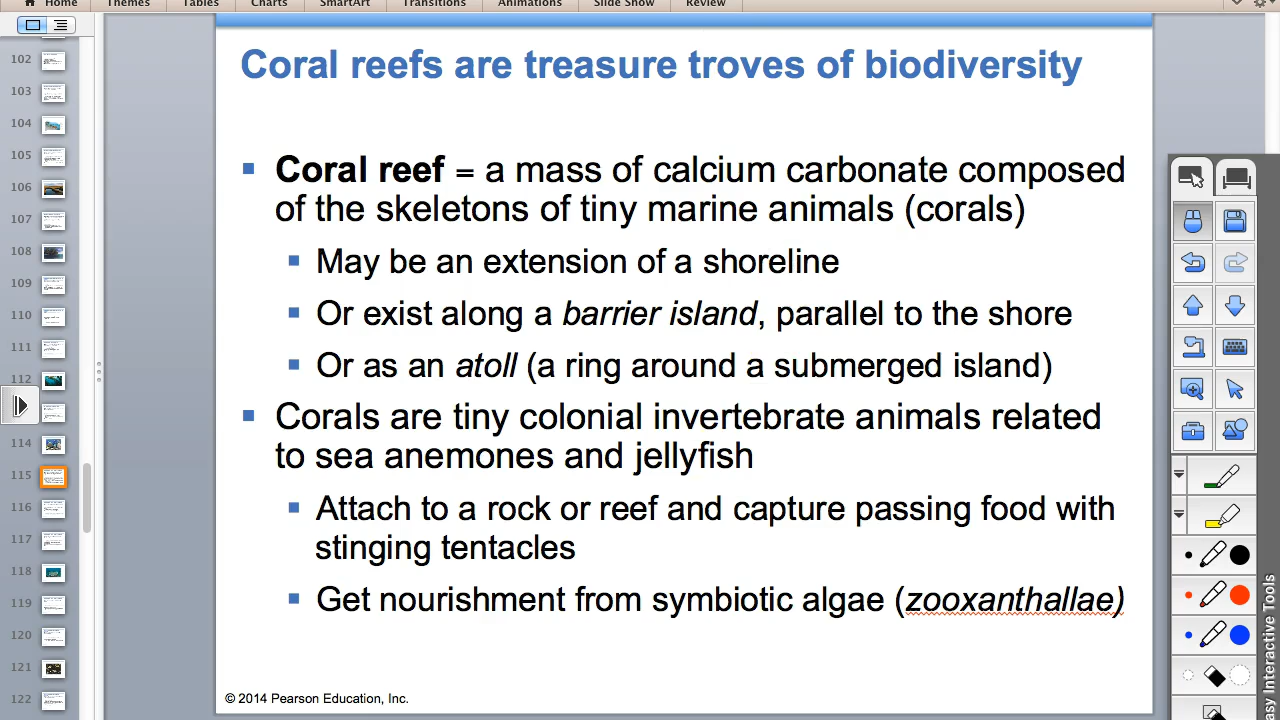 Home Themes Tables Charts SmartArt Transitions Animations Slide Show Review
Coral reefs are treasure troves of biodiversity
Coral reef = a mass of calcium carbonate composed
of the skeletons of tiny marine animals (corals)
May be an extension of a shoreline
Or exist along a barrier island, parallel to the shore
Or as an atoll (a ring around a submerged island)
Corals are tiny colonial invertebrate animals related
to sea anemones and jellyfish
Attach to a rock or reef and capture passing food with
stinging tentacles
Get nourishment from symbiotic algae (zooxanthallae)
© 2014 Pearson Education, Inc.
102
103
104
105
106
107
108
109
110
111
112
114
115
116
117
118
119
120
121
122
Interactive Tools